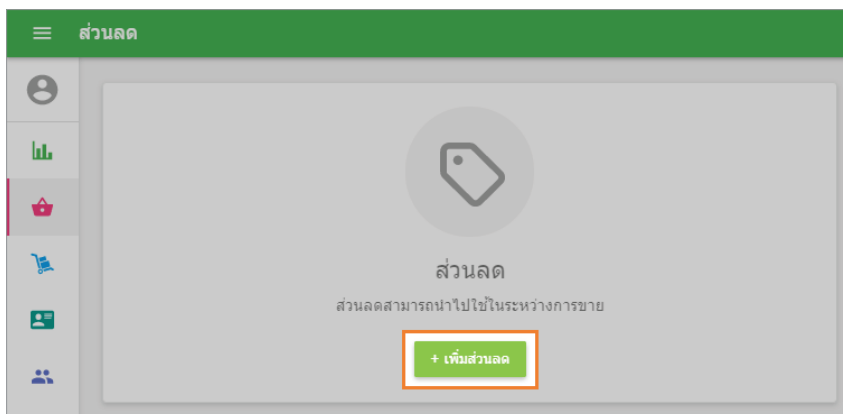 ส่วนลด
ส่วนลด
ส่วนลดสามารถนำไปใช้ในระหว่างการขาย
+ เพิ่มส่วนลด